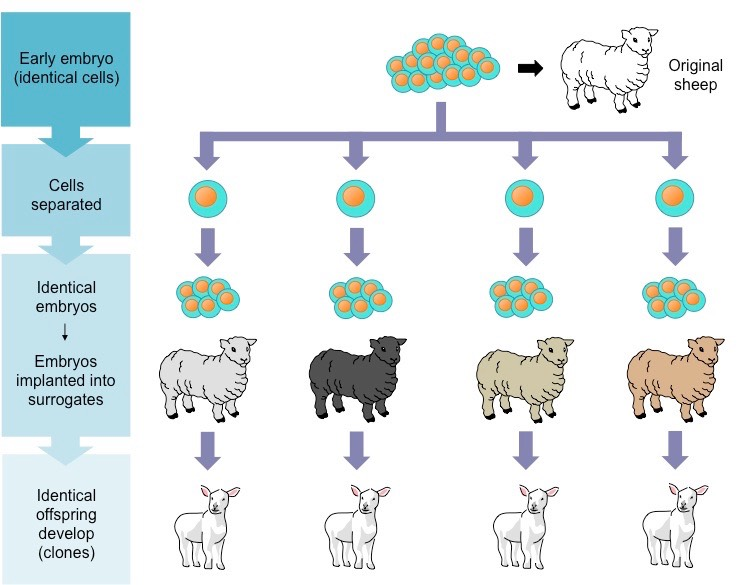 Early embryo
(identical cells)
Original
sheep
Cells
separated
Identical
embryos
Embryos
implanted into
surrogates
Identical
offspring
develop
(clones)